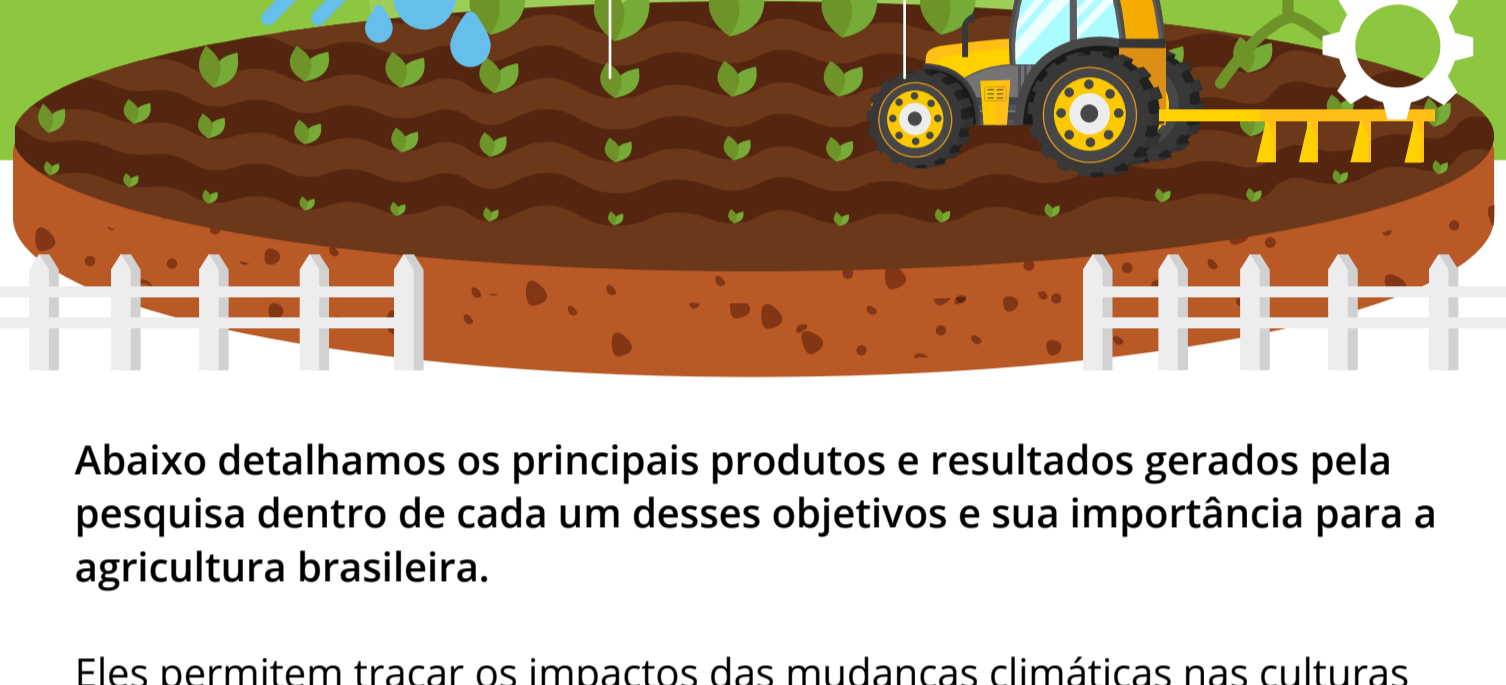 Abaixo detalhamos os principais produtos e resultados gerados pela
pesquisa dentro de cada um desses objetivos e sua importância para a
agricultura brasileira.
Eles permitem traçar os impactos das mudanças climáticas nas culturas